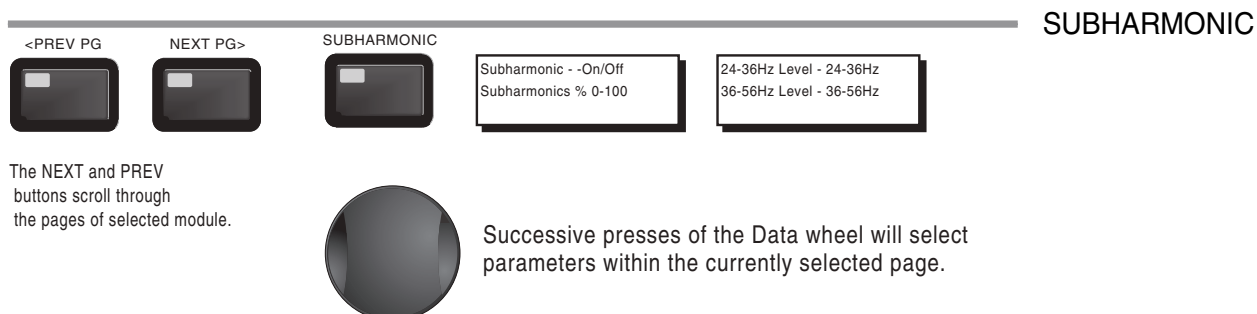 SUBHARMONIC
<PREV PG
NEXT PG>
SUBHARMONIC
Subharmonic - -On/Off
Subharmonics % 0-100
24-36Hz Level - 24-36Hz
36-56Hz Level - 36-56Hz
The NEXT and PREV
buttons scroll through
the pages of selected module.
Successive presses of the Data wheel will select
parameters within the currently selected page.